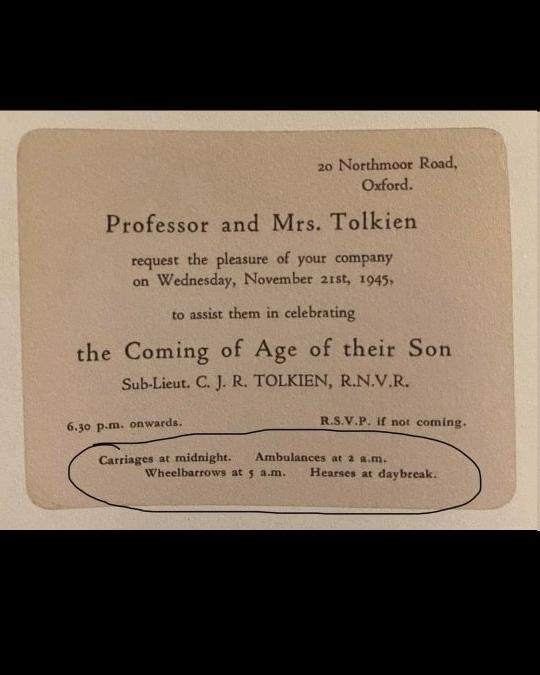 20 Northmoor Road,
Oxford.
Professor and Mrs. Tolkien
request the pleasure of your company
on Wednesday, November 21st, 1945,
to assist them in celebrating
the Coming of Age of their Son
Sub-Lieut. C. J. R. TOLKIEN, R.N.V.R.
6.30 p.m. onwards. R.S.V.P. if not coming.
Carriages at midnight. Ambulances at 2 a.m.
Wheelbarrows at 5 a.m. Hearses at daybreak.